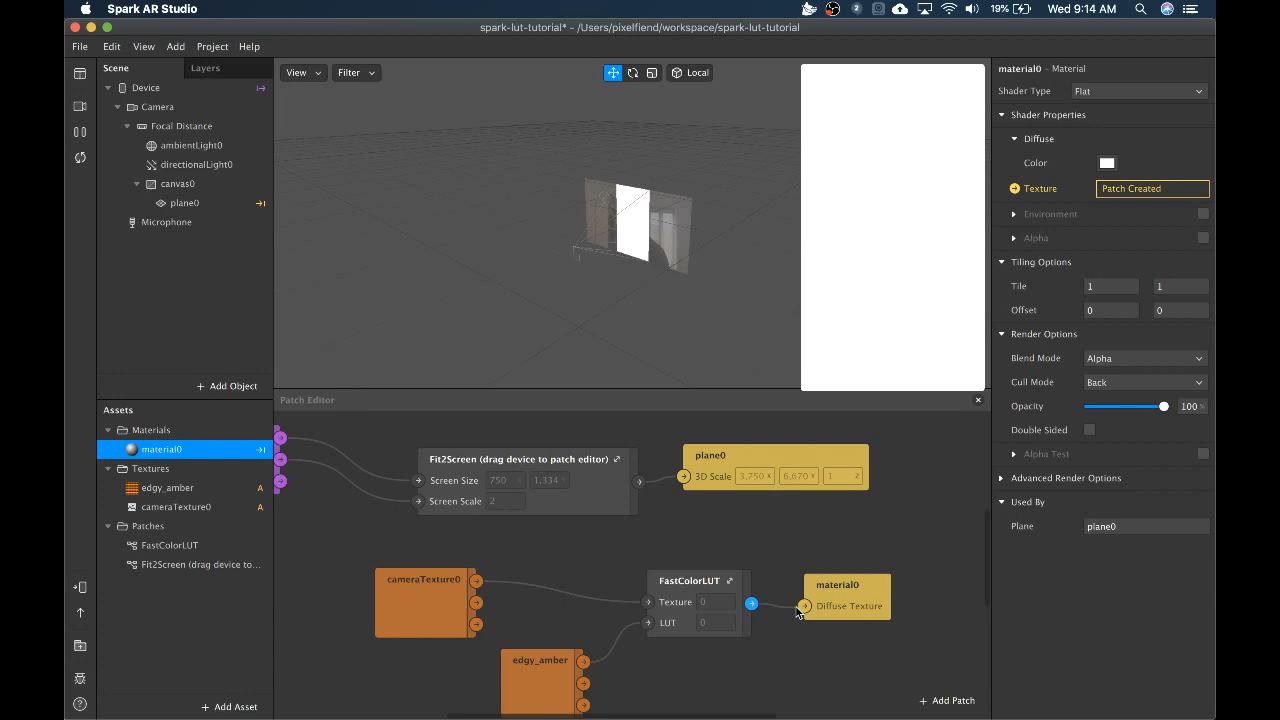 Spark AR Studio
2
19%
Wed 9:14 AM
spark-lut-tutorial* - /Users/pixelfiend/workspace/spark-lut-tutorial
File Edit View Add Project Help
Scene
Layers
Device
Camera
Focal Distance
ambientLight0
directionalLight0
canvas0
plane0
Microphone
+ Add Object
Assets
Materials
material0
Textures
edgy_amber A
cameraTexture0 A
Patches
FastColorLUT
Fit2Screen (drag device to...
+ Add Asset
View
Filter
Local
Patch Editor
Fit2Screen (drag device to patch editor)
Screen Size 750 X 1,334 Y
Screen Scale 2
plane0
3D Scale 3,750 X 6,670 Y 1 Z
cameraTexture0
FastColorLUT
Texture 0
LUT 0
material0
Diffuse Texture
edgy_amber
+ Add Patch
material0 - Material
Shader Type Flat
Shader Properties
Diffuse
Color
Texture Patch Created
Environment
Alpha
Tiling Options
Tile 1 1
Offset 0 0
Render Options
Blend Mode Alpha
Cull Mode Back
Opacity 100 %
Double Sided
Alpha Test
Advanced Render Options
Used By
Plane plane0